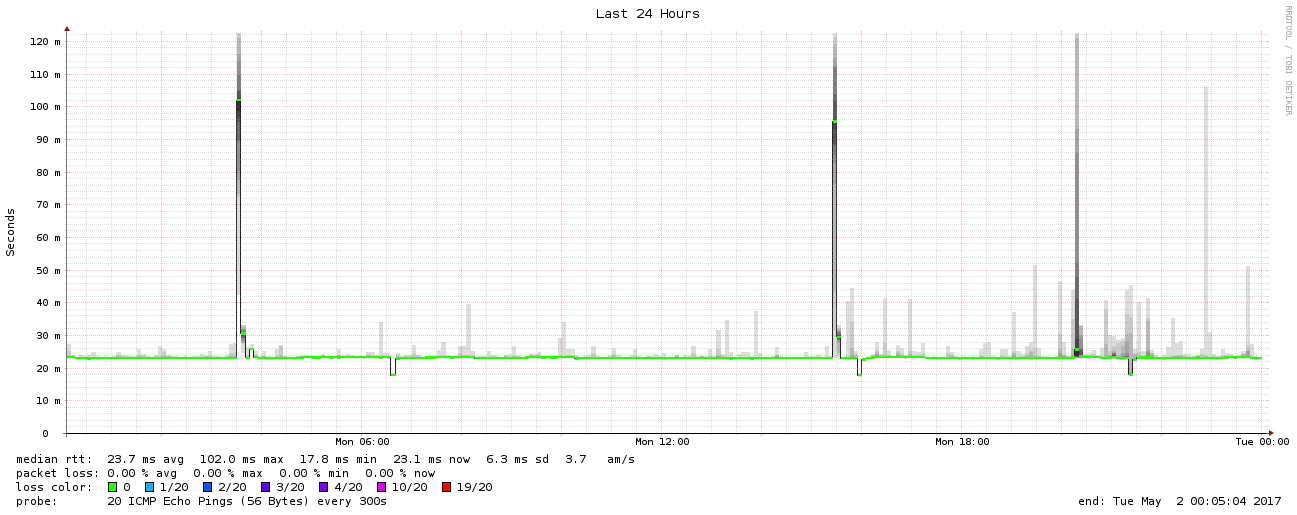 Last 24 Hours
RRDTOOL / TOBI OETIKER
Seconds
120 m
110 m
100 m
90 m
80 m
70 m
60 m
50 m
40 m
30 m
20 m
10 m
0
Mon 06:00 Mon 12:00 Mon 18:00 Tue 00:00
median rtt: 23.7 ms avg 102.0 ms max 17.8 ms min 23.1 ms now 6.3 ms sd 3.7 am/s
packet loss: 0.00 % avg 0.00 % max 0.00 % min 0.00 % now
loss color: 0 1/20 2/20 3/20 4/20 10/20 19/20
probe: 20 ICMP Echo Pings (56 Bytes) every 300s end: Tue May 2 00:05:04 2017